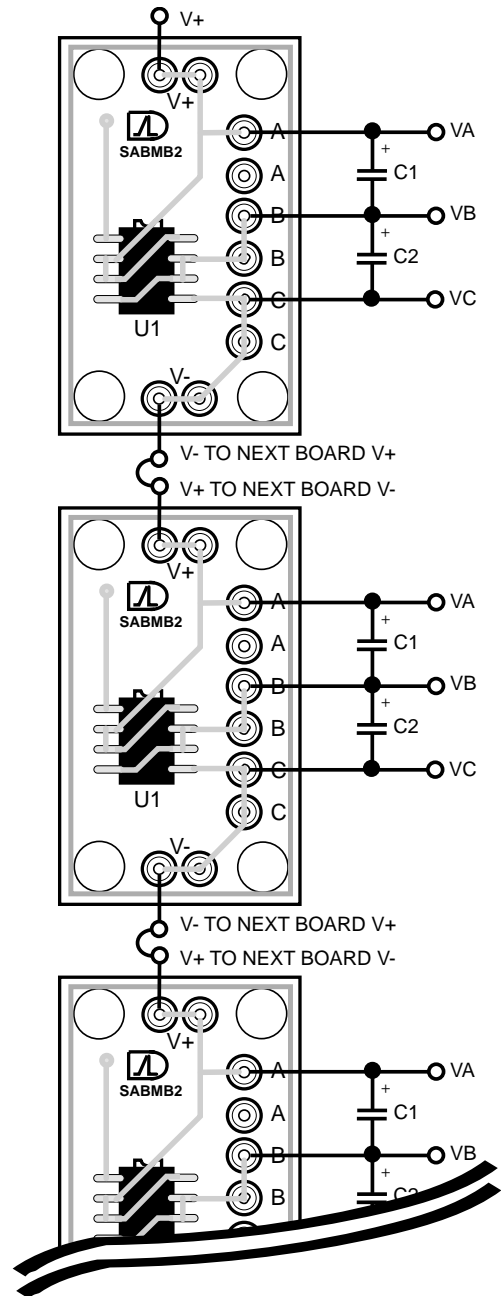 V+
V+
SABMB2
A
VA
+
C1
A
B
VB
+
C2
B
C
VC
U1
C
V-
V- TO NEXT BOARD V+
V+ TO NEXT BOARD V-
V+
SABMB2
A
VA
+
C1
A
B
VB
+
C2
B
C
VC
U1
C
V-
V- TO NEXT BOARD V+
V+ TO NEXT BOARD V-
V+
SABMB2
A
VA
+
C1
A
B
VB
+
C2
B